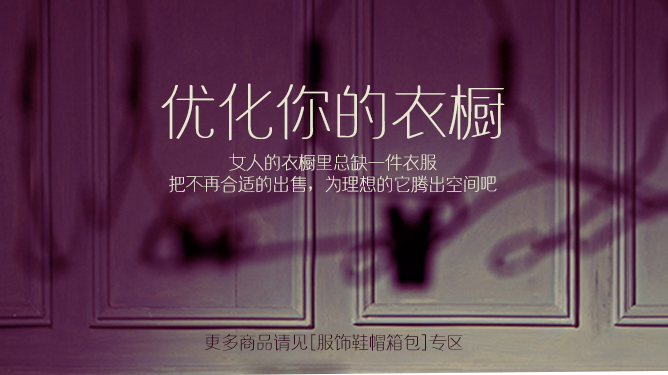 优化你的衣橱
女人的衣橱里总缺一件衣服
把不再合适的出售，为理想的它腾出空间吧
更多商品请见[服饰鞋帽箱包]专区